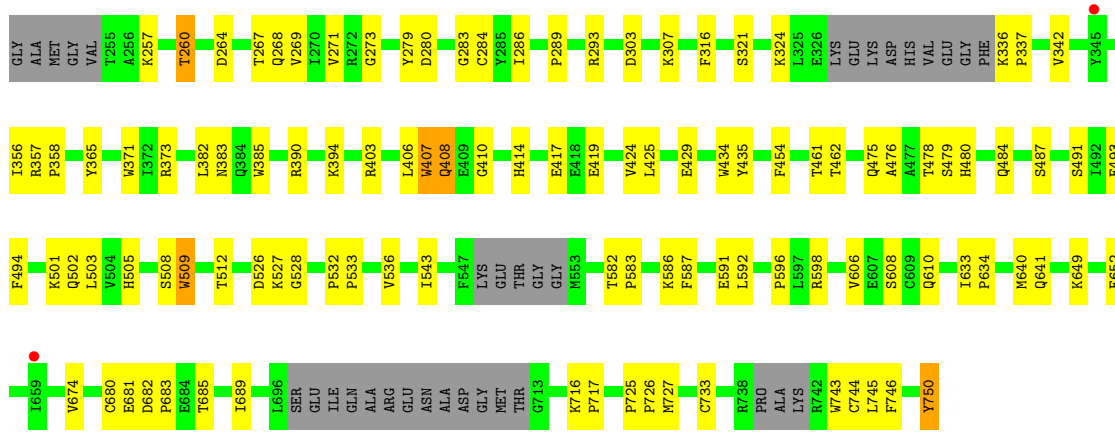 GLY ALA MET GLY VAL T255 A256 K257 T260 D264 T267 Q268 V269 I270 V271 R272 G273 Y279 D280 G283 C284 Y285 I286 P289 R293 D303 K307 F316 S321 K324 L325 E326 LYS GLU LYS ASP HIS VAL GLU GLY PHE K336 P337 V342 Y345
I356 R357 P358 Y365 W371 I372 R373 L382 N383 Q384 W385 R390 K394 R403 L406 W407 Q408 E409 G410 H414 E417 E418 E419 V424 L425 E429 W434 Y435 F454 T461 T462 Q475 A476 A477 T478 S479 H480 Q484 S487 S491 I492
F494 K501 Q502 L503 V504 H505 S508 W509 T512 D526 K527 G528 P532 P533 V536 I543 F547 LYS GLU THR GLY GLY M553 T582 P583 K586 F587 E591 L592 P596 L597 R598 V606 E607 S608 C609 Q610 I633 P634 M640 Q641 K649
I659 V674 C680 E681 D682 P683 E684 T685 I689 L696 SER GLU ILE GLN ALA ARG GLU ASN ALA ASP GLY MET THR G713 K716 P717 P725 P726 M727 C733 R738 PRO ALA LYS R742 W743 C744 L745 F746 Y750